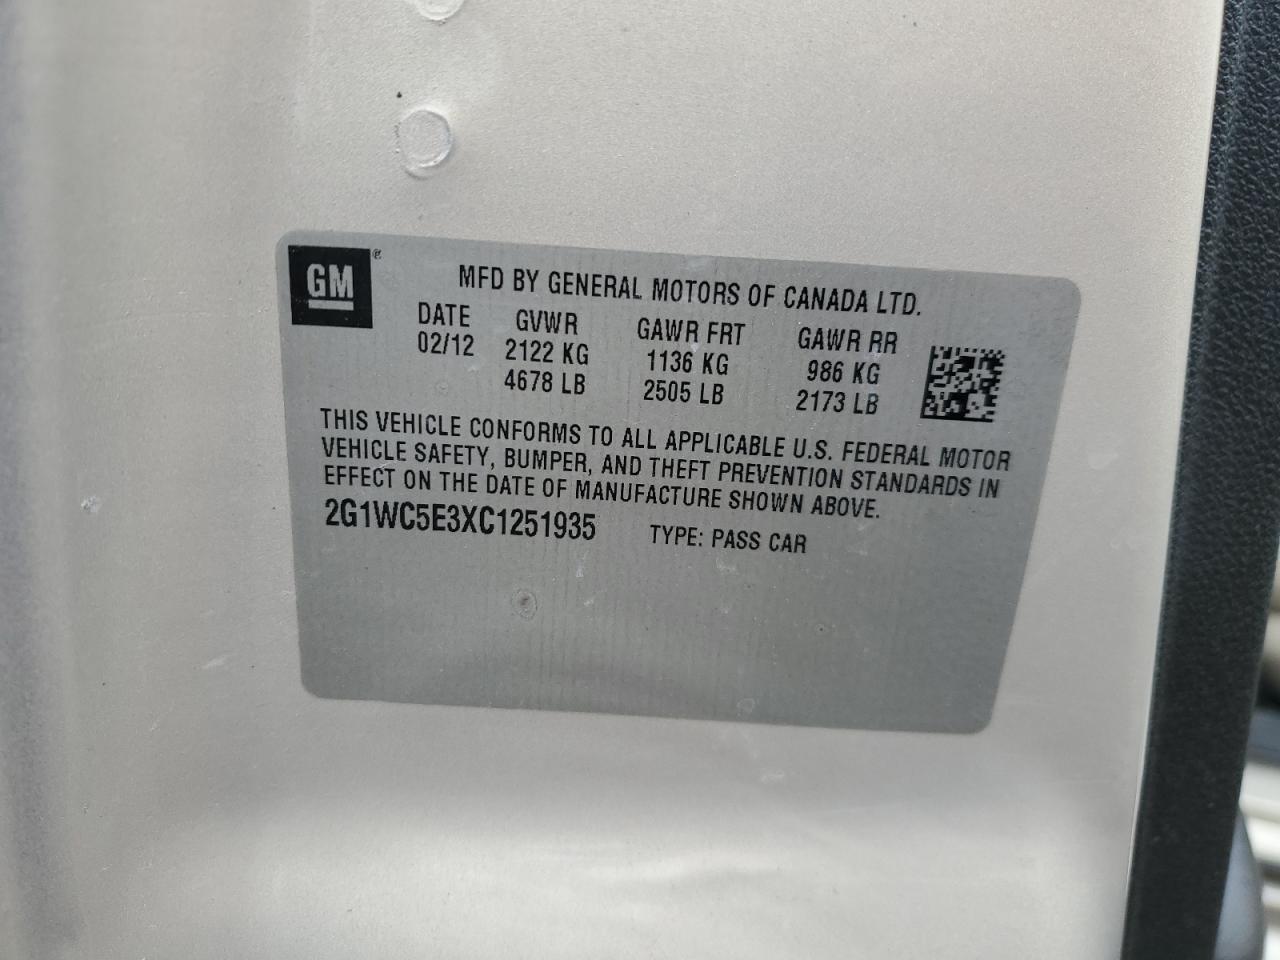 GM®
MFD BY GENERAL MOTORS OF CANADA LTD.
DATE GVWR GAWR FRT GAWR RR
02/12 2122 KG 1136 KG 986 KG
4678 LB 2505 LB 2173 LB
THIS VEHICLE CONFORMS TO ALL APPLICABLE U.S. FEDERAL MOTOR
VEHICLE SAFETY, BUMPER, AND THEFT PREVENTION STANDARDS IN
EFFECT ON THE DATE OF MANUFACTURE SHOWN ABOVE.
2G1WC5E3XC1251935 TYPE: PASS CAR